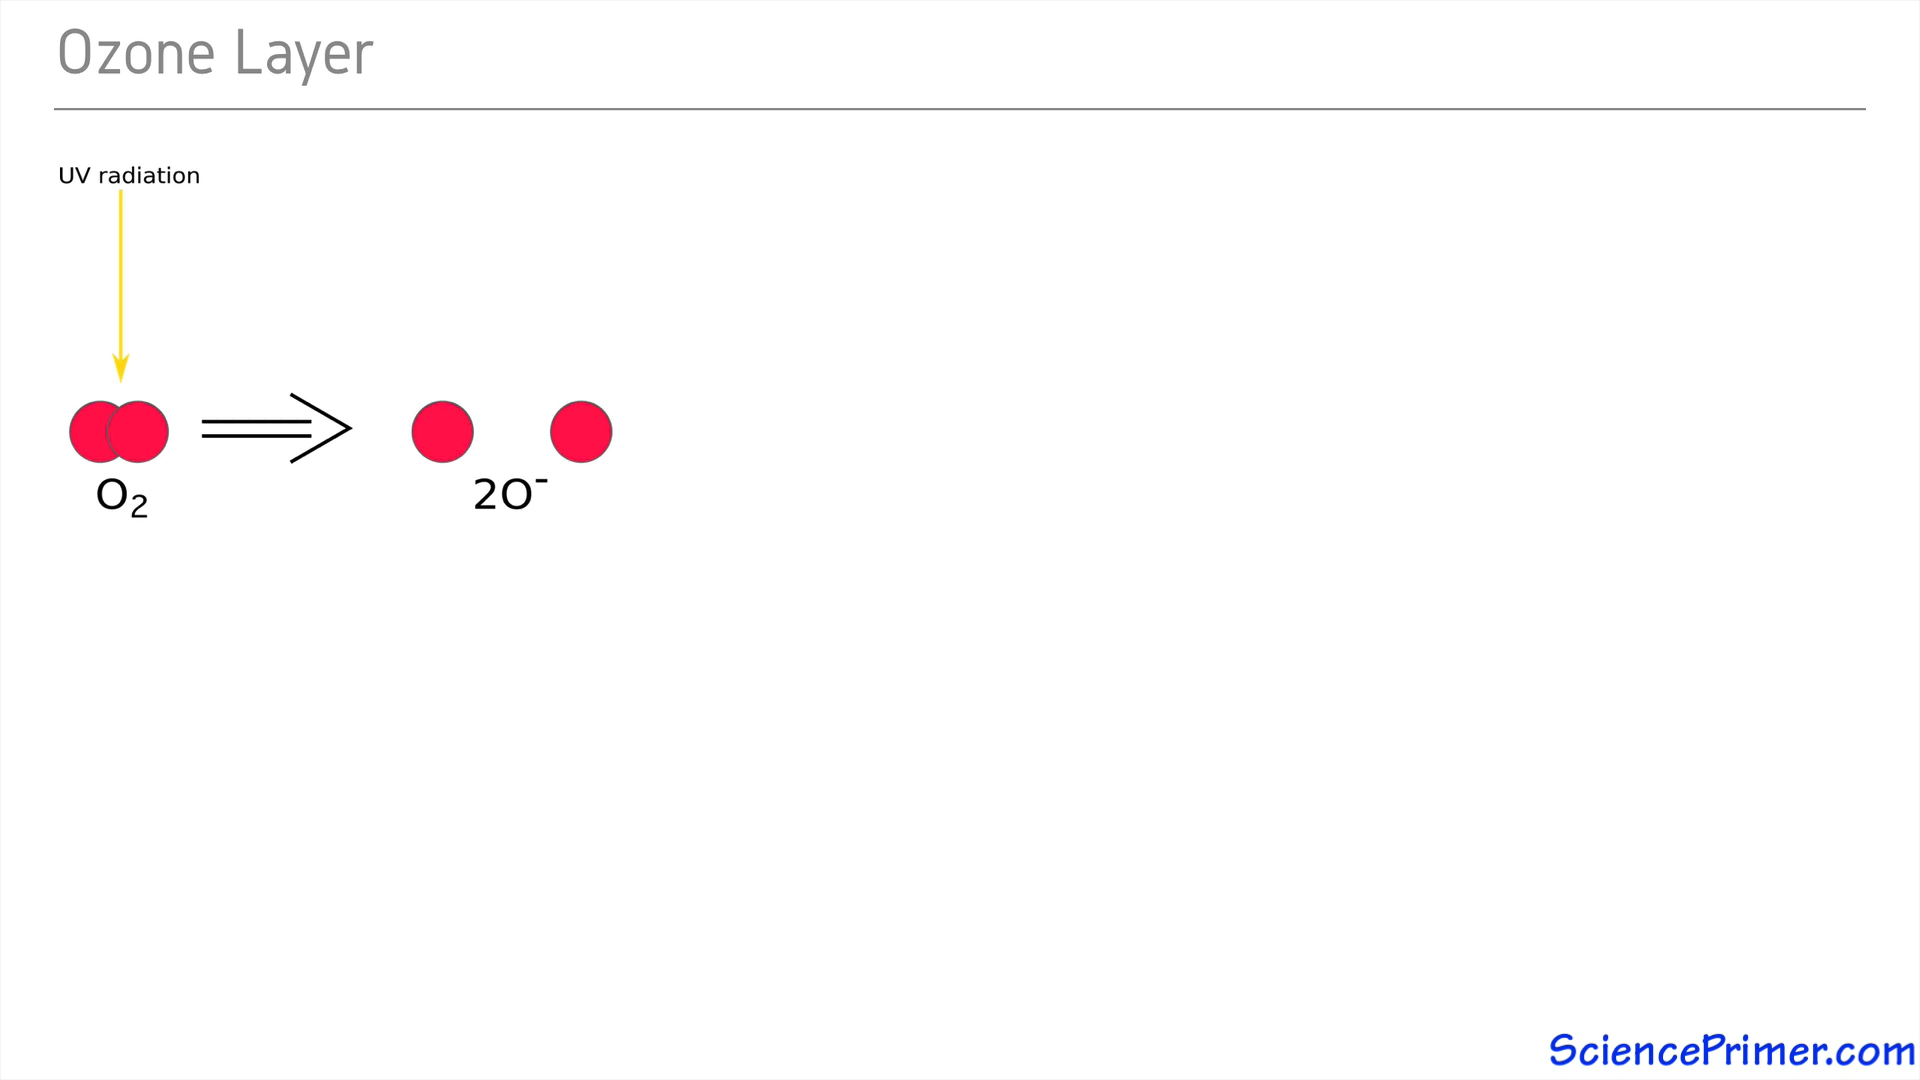 Ozone Layer
UV radiation
O₂
2O⁻
SciencePrimer.com